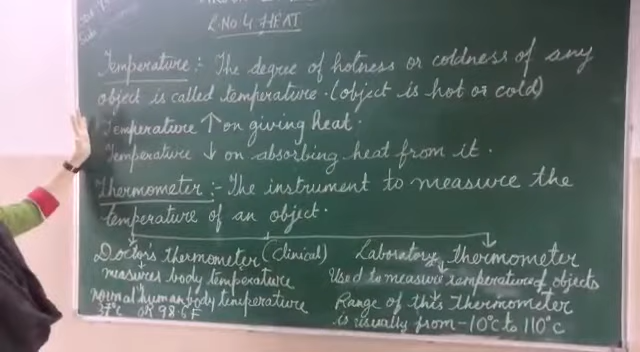 L.No 4 HEAT
Temperature :- The degree of hotness or coldness of any
object is called temperature. (object is hot or cold)
Temperature ↑ on giving heat.
Temperature ↓ on absorbing heat from it.
Thermometer :- The instrument to measure the
temperature of an object.
Doctor's thermometer (clinical)
measures body temperature
normal human body temperature
37°C OR 98.6F
Laboratory thermometer
Used to measure temperature of objects
Range of this thermometer
is usually from -10°C to 110°C